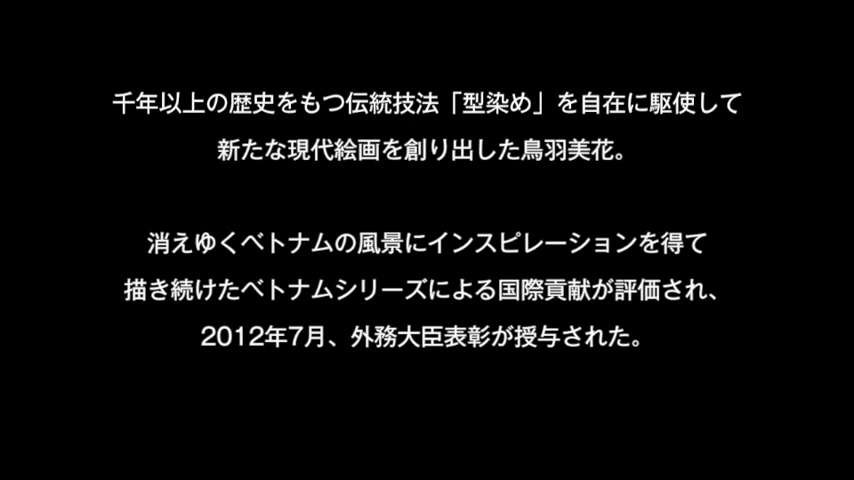 千年以上の歴史をもつ伝統技法「型染め」を自在に駆使して
新たな現代絵画を創り出した鳥羽美花。
消えゆくベトナムの風景にインスピレーションを得て
描き続けたベトナムシリーズによる国際貢献が評価され、
2012年7月、外務大臣表彰が授与された。